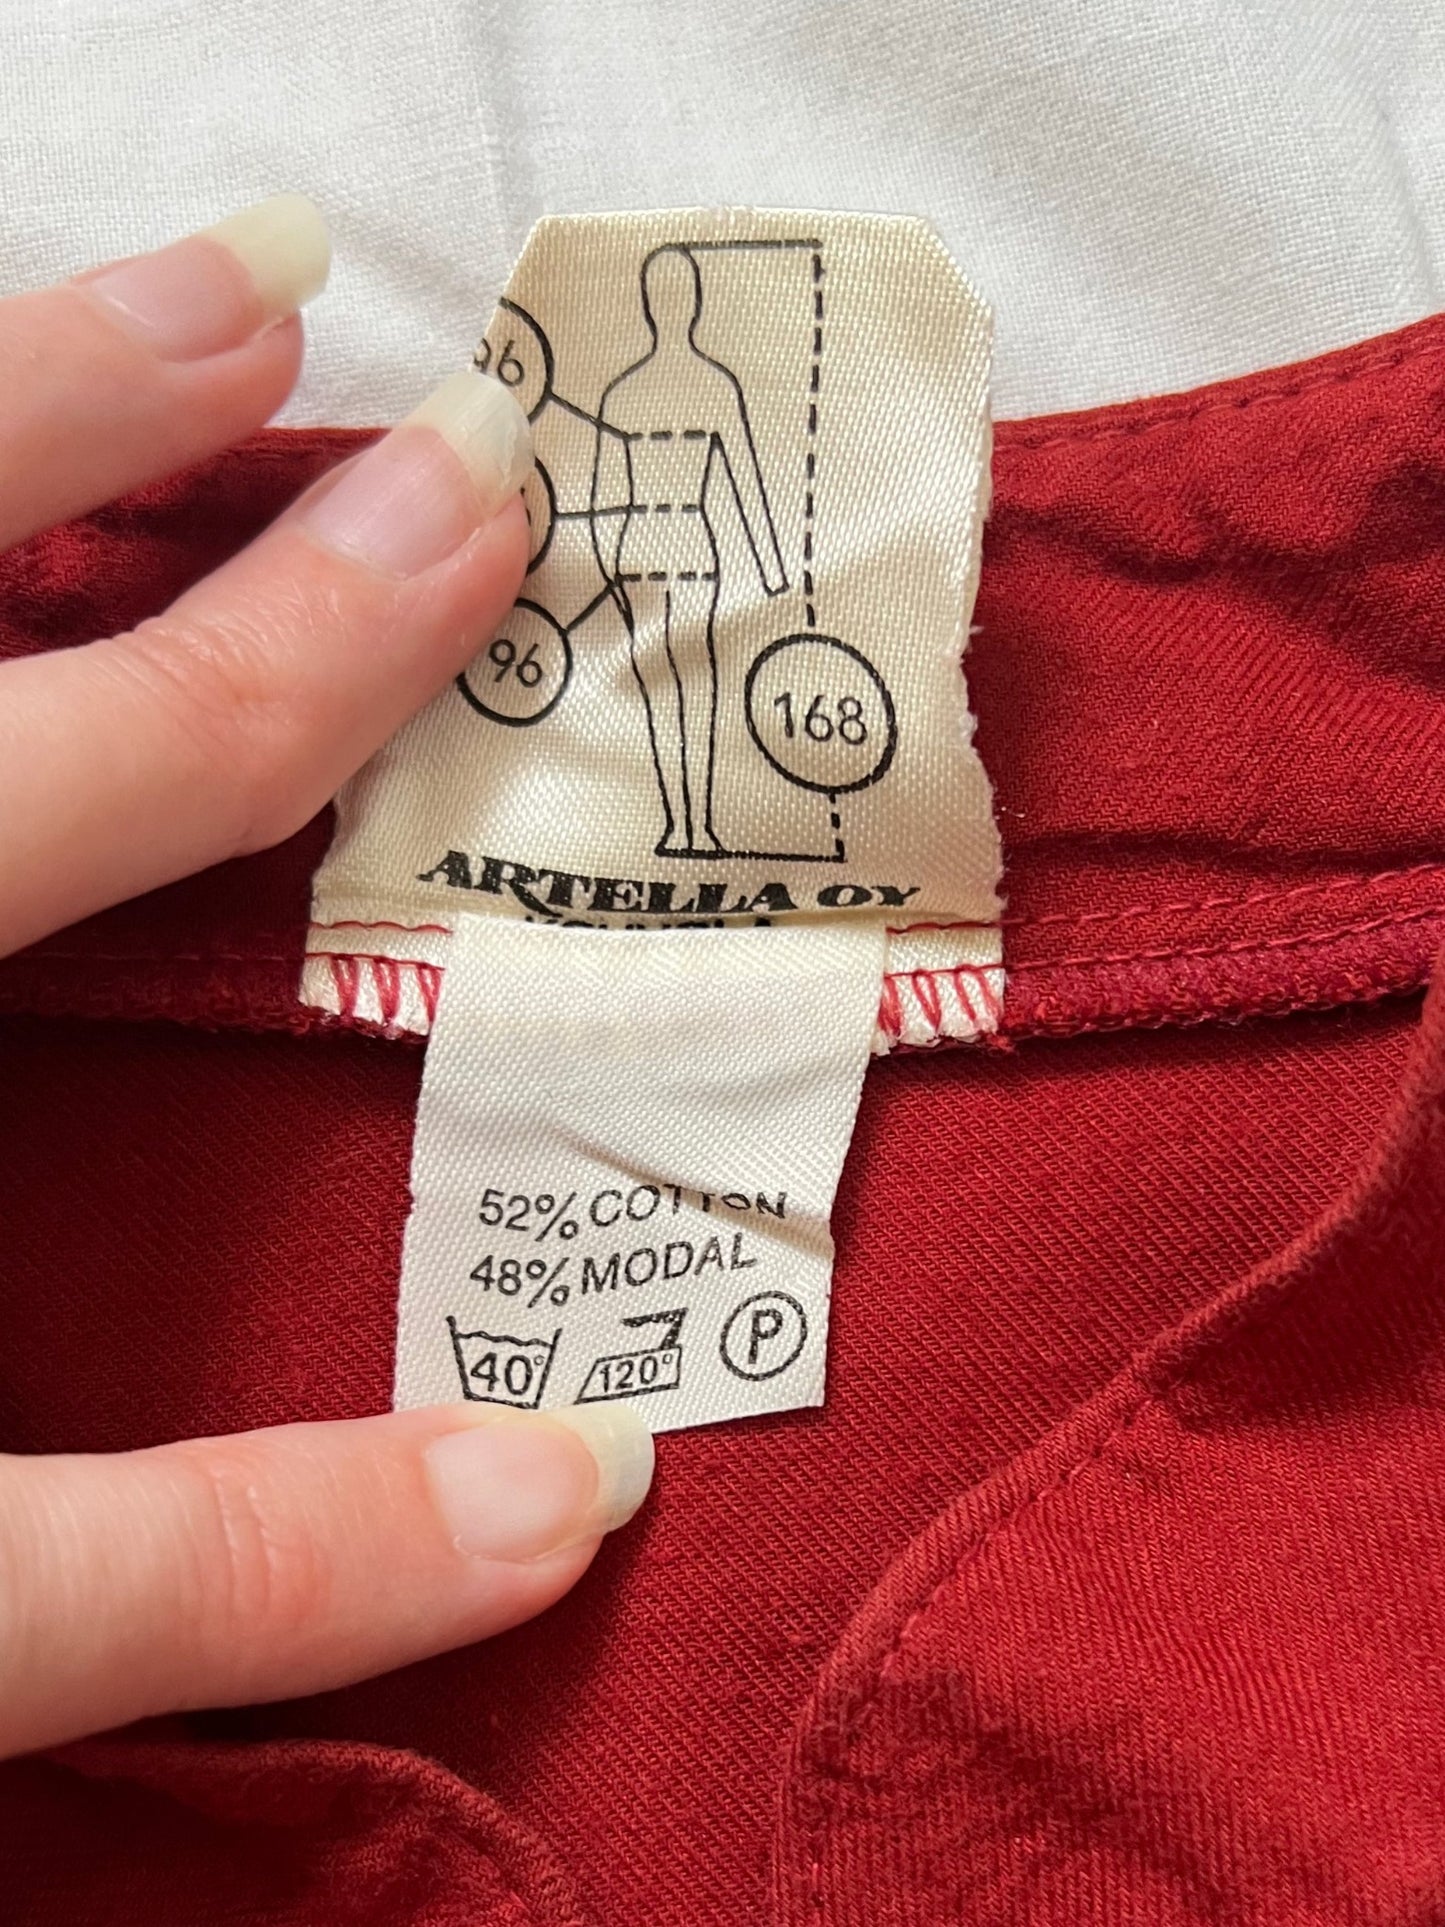 96
168
ARTELLA OY
52% COTTON
48% MODAL
40°
120°
P